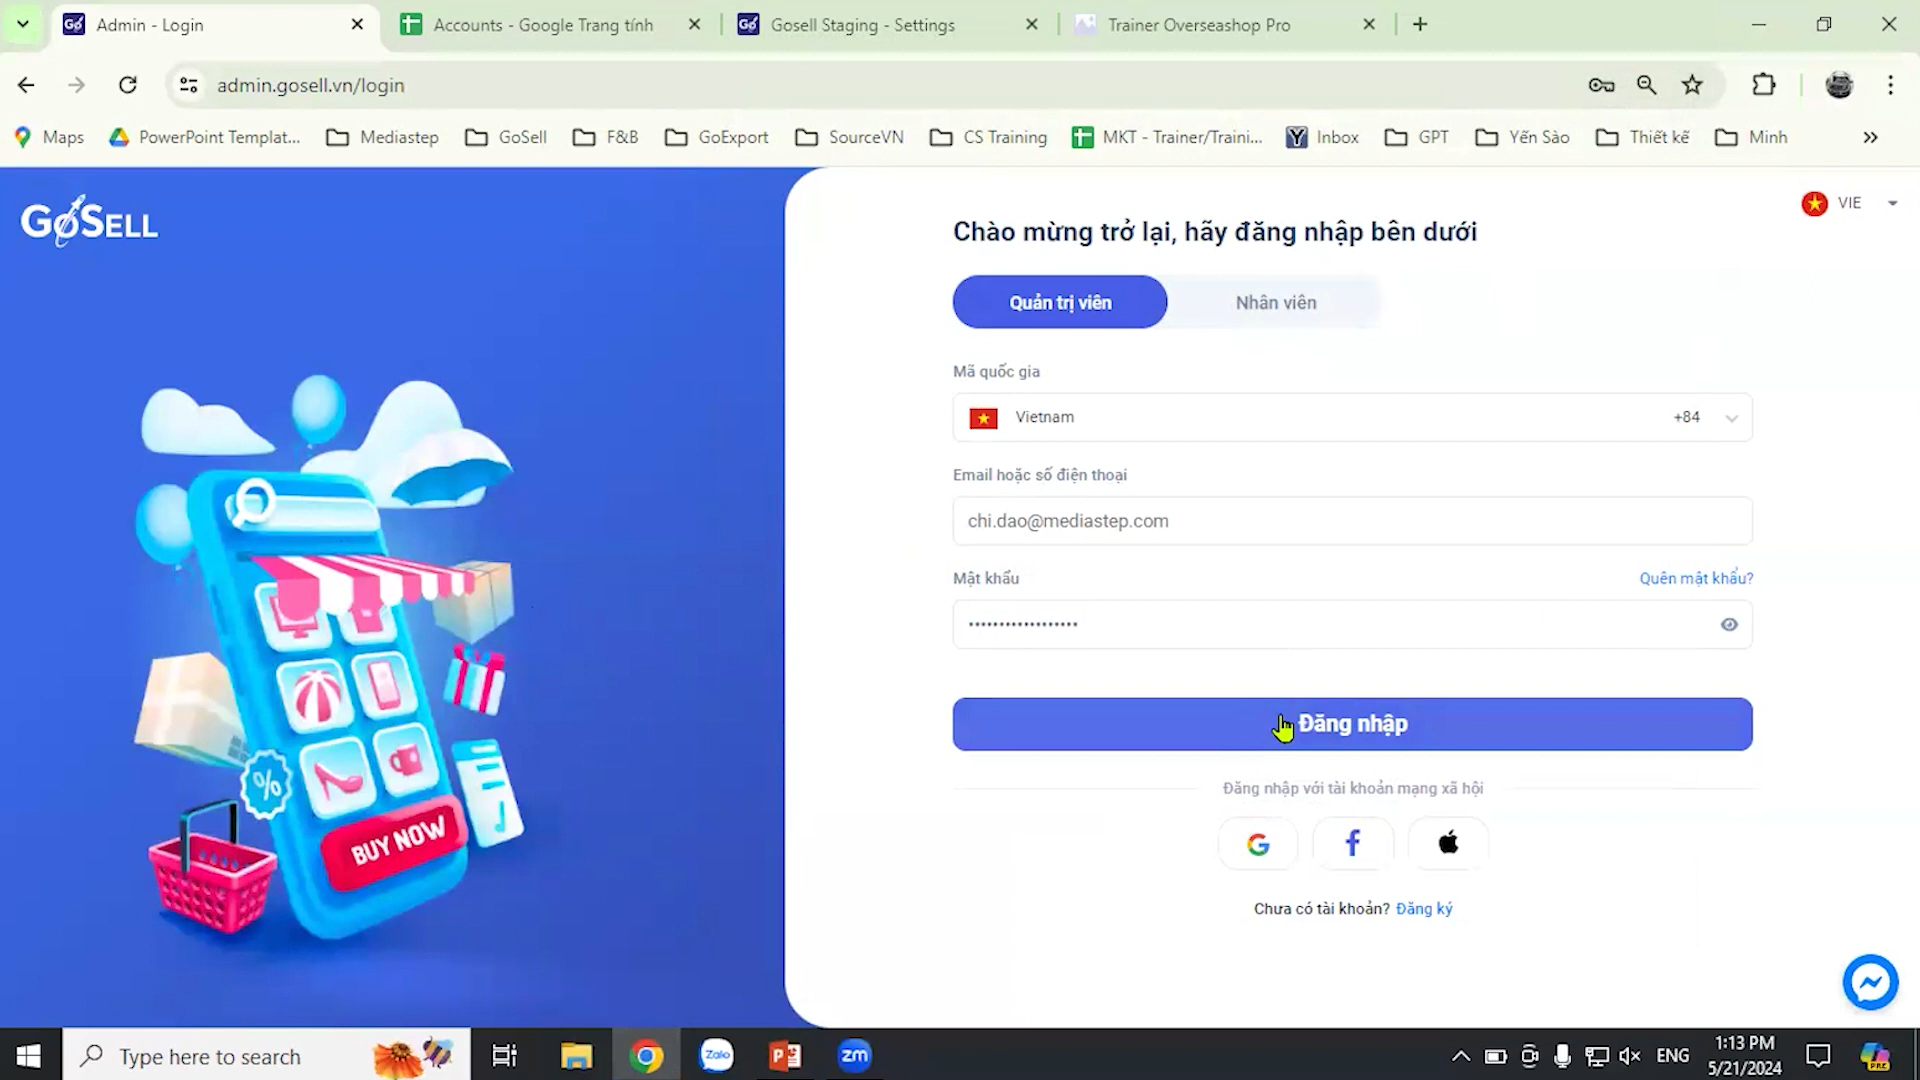 Admin - Login
Accounts - Google Trang tính
Gosell Staging - Settings
Trainer Overseashop Pro
admin.gosell.vn/login
Maps
PowerPoint Templat...
Mediastep
GoSell
F&B
GoExport
SourceVN
CS Training
MKT - Trainer/Traini...
Inbox
GPT
Yến Sào
Thiết kế
Minh
GoSELL
VIE
Chào mừng trở lại, hãy đăng nhập bên dưới
Quản trị viên
Nhân viên
Mã quốc gia
Vietnam
+84
Email hoặc số điện thoại
chi.dao@mediastep.com
Mật khẩu
Quên mật khẩu?
••••••••••••••••••
Đăng nhập
Đăng nhập với tài khoản mạng xã hội
Chưa có tài khoản? Đăng ký
%
BUY NOW
Type here to search
Zalo
zm
ENG
1:13 PM
5/21/2024
PRE